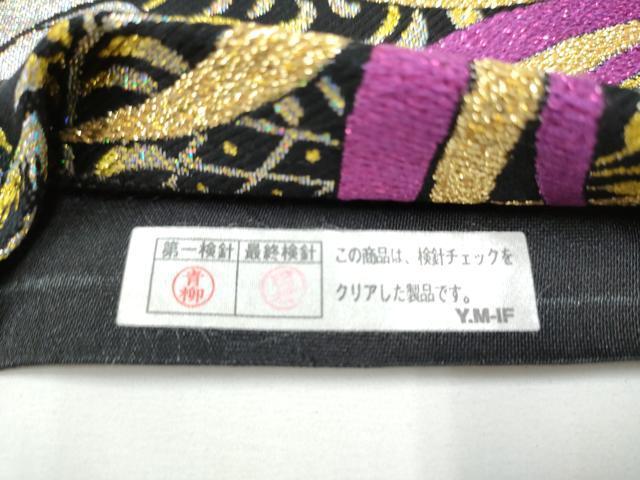 第一検針 最終検針
青柳
この商品は、検針チェックを
クリアした製品です。
Y.M-IF